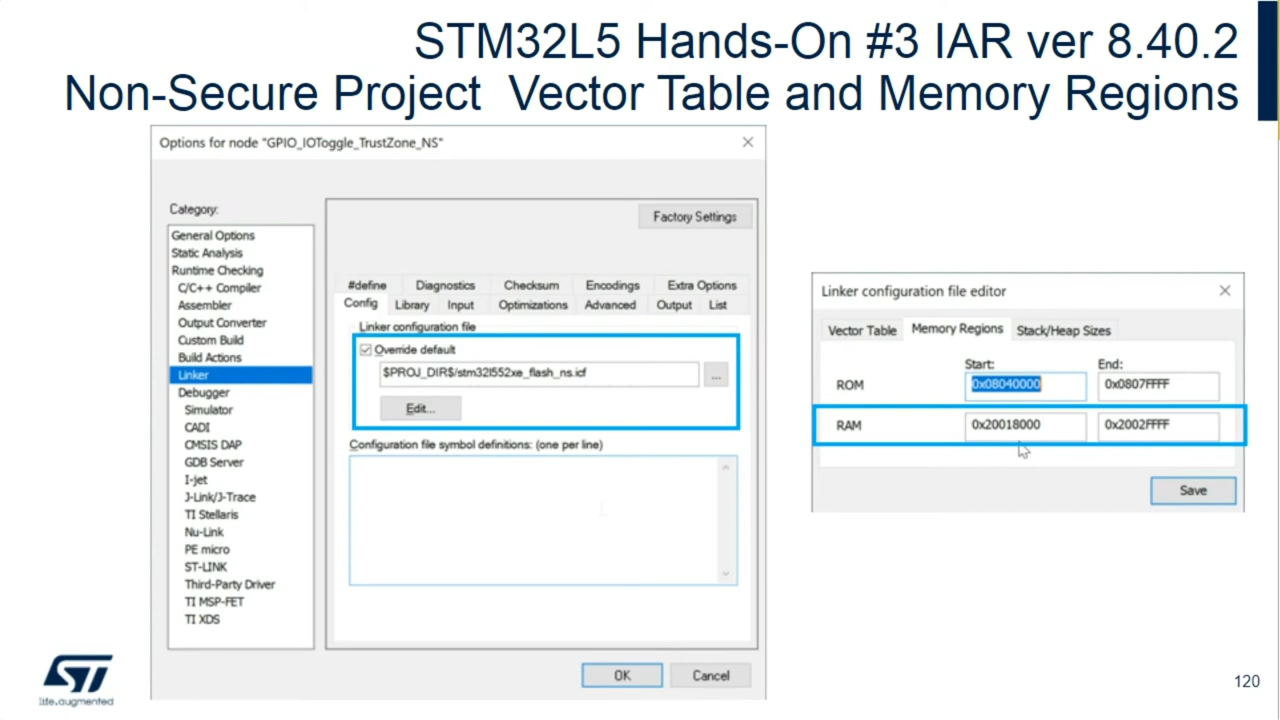 STM32L5 Hands-On #3 IAR ver 8.40.2
Non-Secure Project Vector Table and Memory Regions
Options for node "GPIO_IOToggle_TrustZone_NS"
Category:
General Options
Static Analysis
Runtime Checking
C/C++ Compiler
Assembler
Output Converter
Custom Build
Build Actions
Linker
Debugger
Simulator
CADI
CMSIS DAP
GDB Server
I-jet
J-Link/J-Trace
TI Stellaris
Nu-Link
PE micro
ST-LINK
Third-Party Driver
TI MSP-FET
TI XDS
Factory Settings
#define Diagnostics Checksum Encodings Extra Options
Config Library Input Optimizations Advanced Output List
Linker configuration file
Override default
$PROJ_DIR$/stm32l552xe_flash_ns.icf
...
Edit...
Configuration file symbol definitions: (one per line)
OK Cancel
Linker configuration file editor
Vector Table Memory Regions Stack/Heap Sizes
Start: End:
ROM 0x08040000 0x0807FFFF
RAM 0x20018000 0x2002FFFF
Save
ST
life.augmented
120